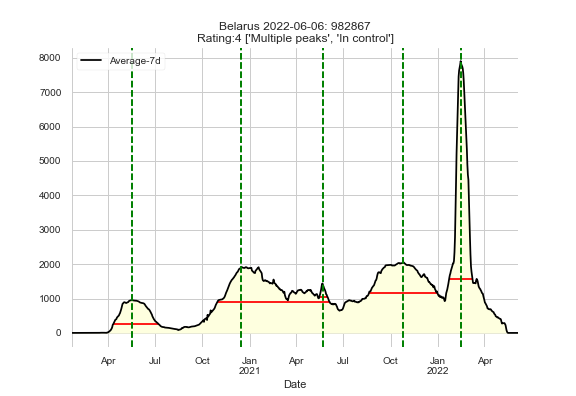 Belarus 2022-06-06: 982867
Rating:4 ['Multiple peaks', 'In control']
Average-7d
8000
7000
6000
5000
4000
3000
2000
1000
0
Apr Jul Oct Jan Apr Jul Oct Jan Apr
2021 2022
Date